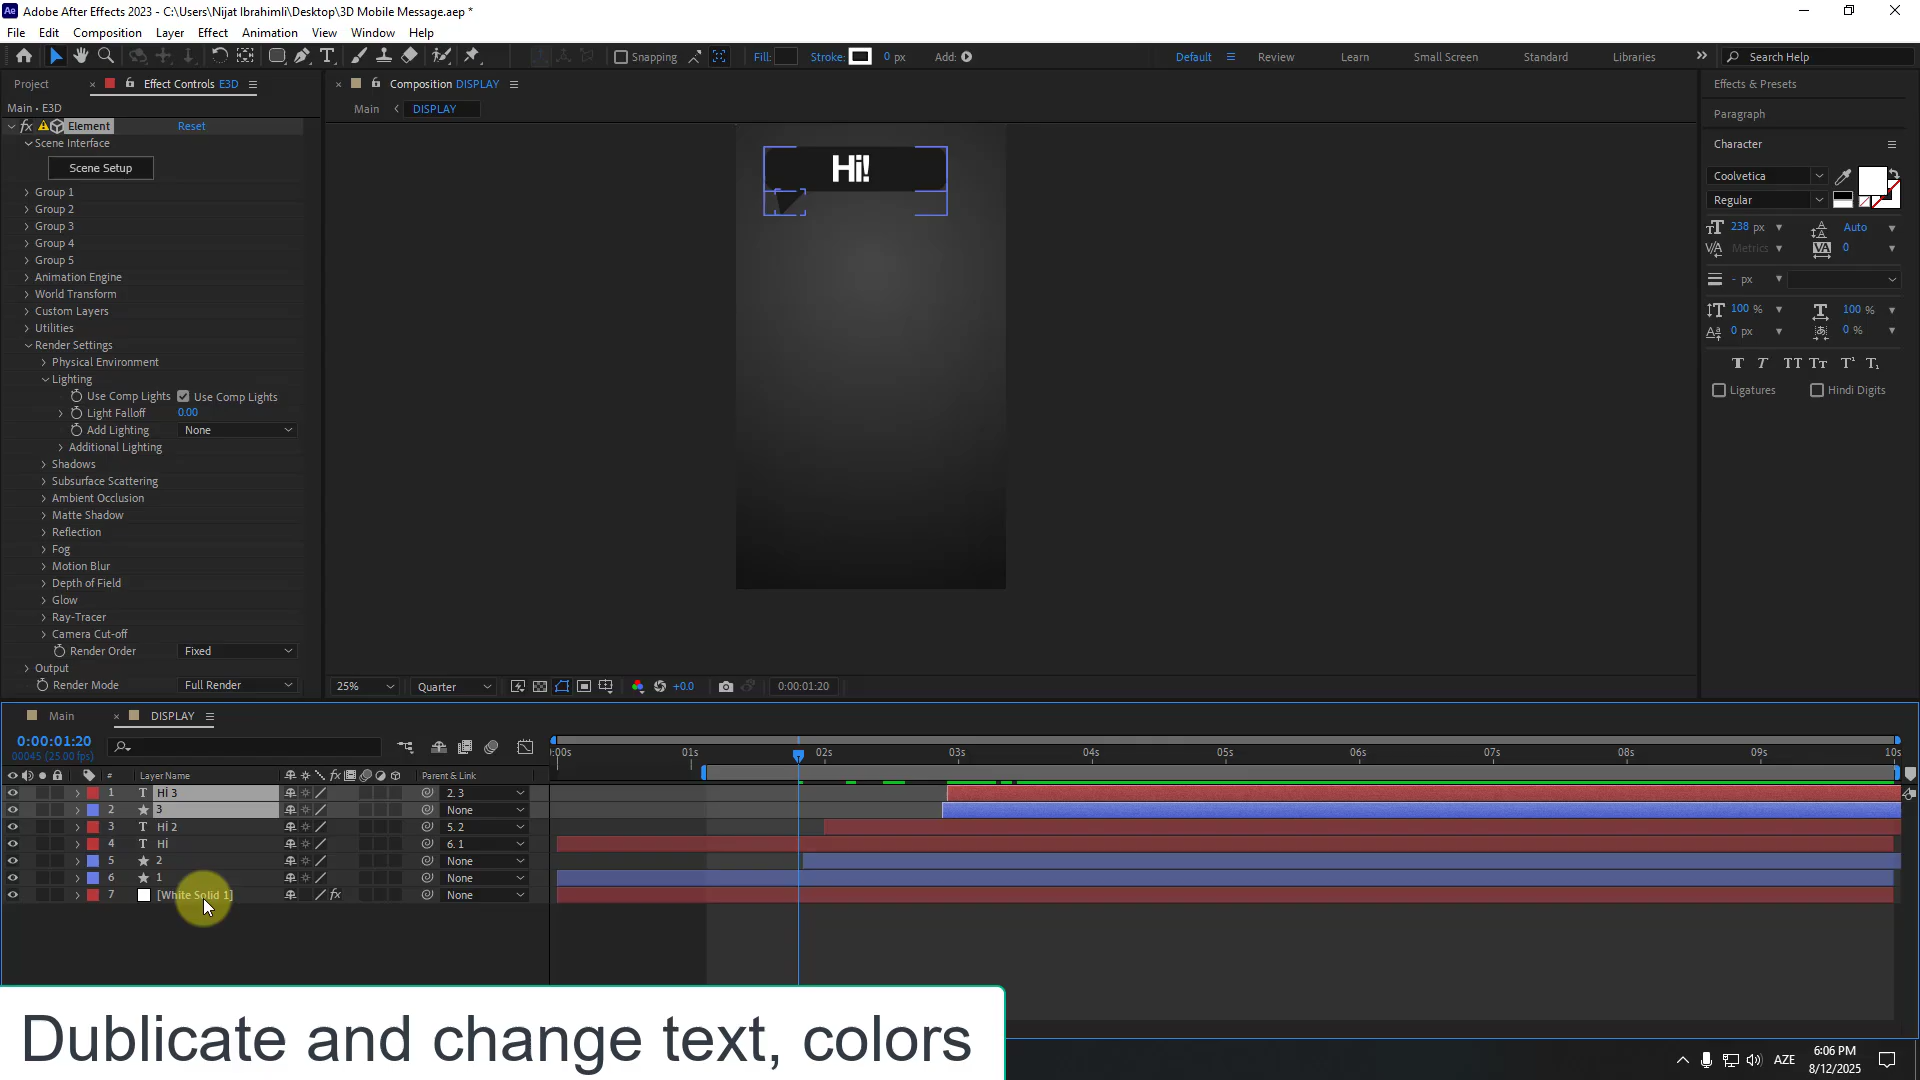 Adobe After Effects 2023 - C:\Users\Nijat Ibrahimli\Desktop\3D Mobile Message.aep *
File Edit Composition Layer Effect Animation View Window Help
Snapping Fill: Stroke: 0 px Add: Default Review Learn Small Screen Standard Libraries Search Help
Project Effect Controls E3D
Main • E3D
fx Element Reset
Scene Interface
Scene Setup
Group 1
Group 2
Group 3
Group 4
Group 5
Animation Engine
World Transform
Custom Layers
Utilities
Render Settings
Physical Environment
Lighting
Use Comp Lights Use Comp Lights
Light Falloff 0.00
Add Lighting None
Additional Lighting
Shadows
Subsurface Scattering
Ambient Occlusion
Matte Shadow
Reflection
Fog
Motion Blur
Depth of Field
Glow
Ray-Tracer
Camera Cut-off
Render Order Fixed
Output
Render Mode Full Render
Composition DISPLAY
Main DISPLAY
Hi!
25% Quarter +0.0 0:00:01:20
Effects & Presets
Paragraph
Character
Coolvetica
Regular
238 px Auto
Metrics 0
- px
100 % 100 %
0 px 0 %
Ligatures Hindi Digits
Main DISPLAY
0:00:01:20
00045 (25.00 fps)
# Layer Name Parent & Link
:00s 01s 02s 03s 04s 05s 06s 07s 08s 09s 10s
1 T Hİ 3 2. 3
2 3 None
3 T Hİ 2 5. 2
4 T Hİ 6. 1
5 2 None
6 1 None
7 [White Solid 1] fx None
Dublicate and change text, colors
AZE 6:06 PM
8/12/2025